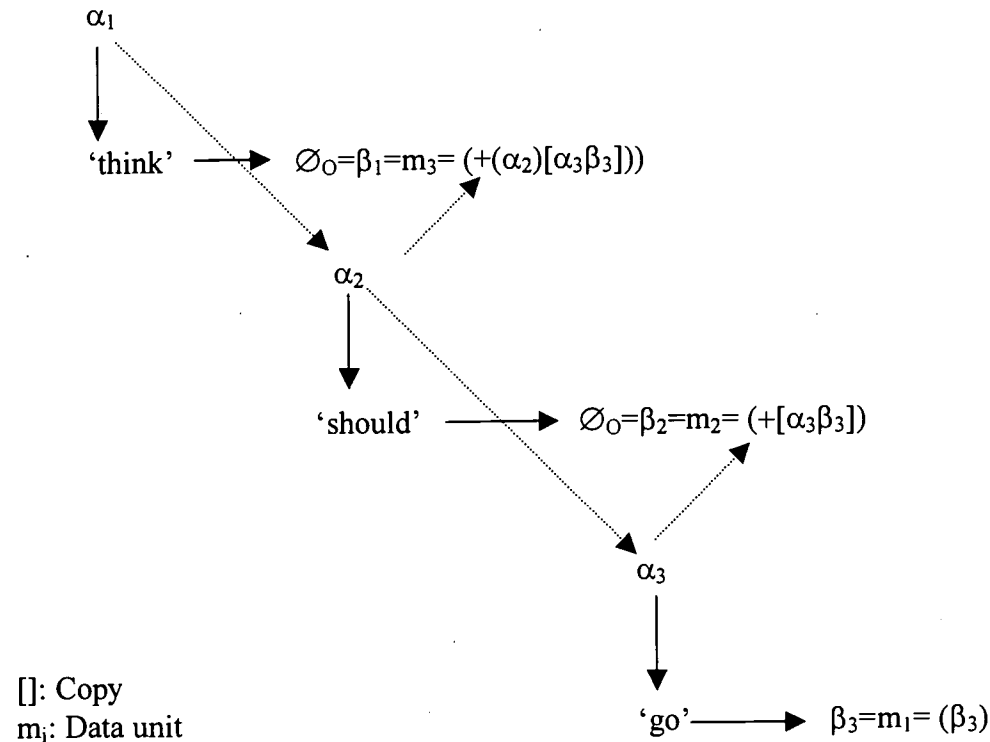 α₁
‘think’ ∅O=β₁=m₃= (+(α₂)[α₃β₃]))
α₂
‘should’ ∅O=β₂=m₂= (+[α₃β₃])
α₃
[]: Copy
mⱼ: Data unit
‘go’ β₃=m₁= (β₃)